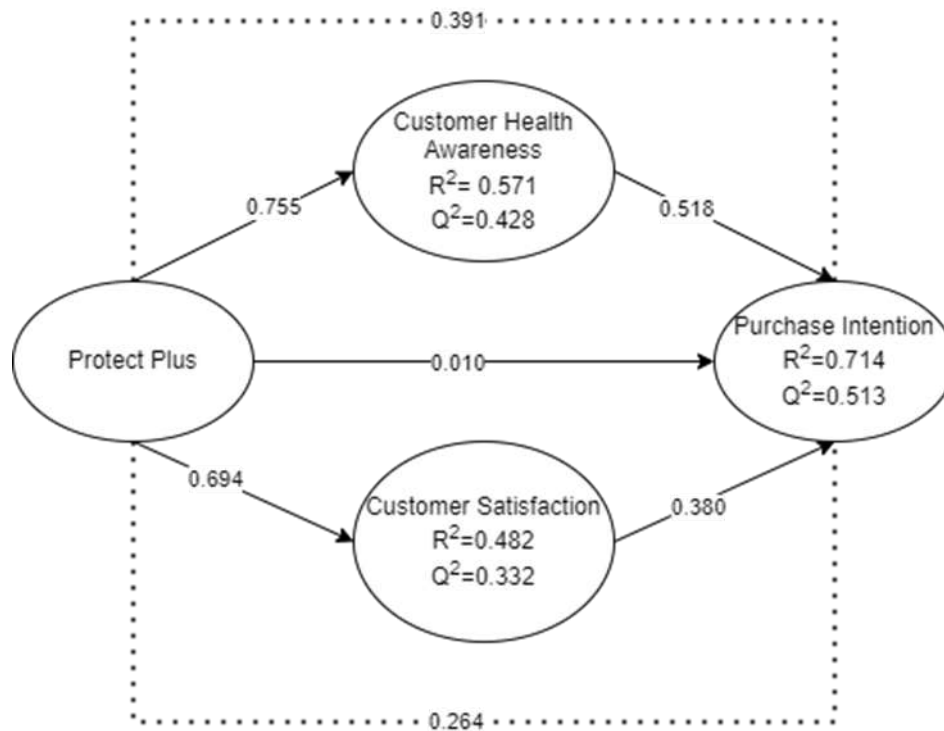 0.391
Customer Health
Awareness
R²= 0.571
Q²=0.428
0.755
0.518
Protect Plus
0.010
Purchase Intention
R²=0.714
Q²=0.513
0.694
Customer Satisfaction
R²=0.482
Q²=0.332
0.380
0.264